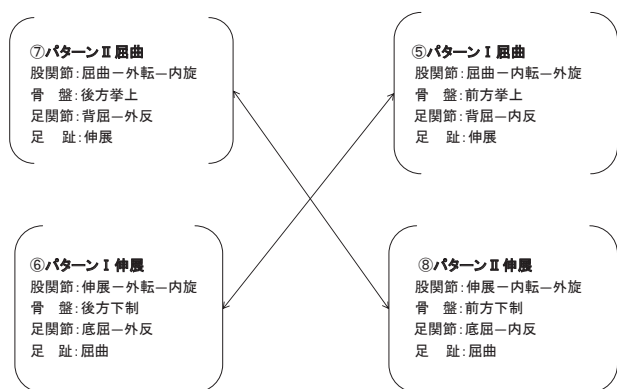 ⑦パターンⅡ 屈曲
股関節:屈曲ー外転—内旋
骨　盤:後方挙上
足関節:背屈—外反
足　趾:伸展
⑤パターンⅠ 屈曲
股関節:屈曲ー内転—外旋
骨　盤:前方挙上
足関節:背屈—内反
足　趾:伸展
⑥パターンⅠ 伸展
股関節:伸展ー外転—内旋
骨　盤:後方下制
足関節:底屈—外反
足　趾:屈曲
⑧パターンⅡ 伸展
股関節:伸展ー内転—外旋
骨　盤:前方下制
足関節:底屈—内反
足　趾:屈曲